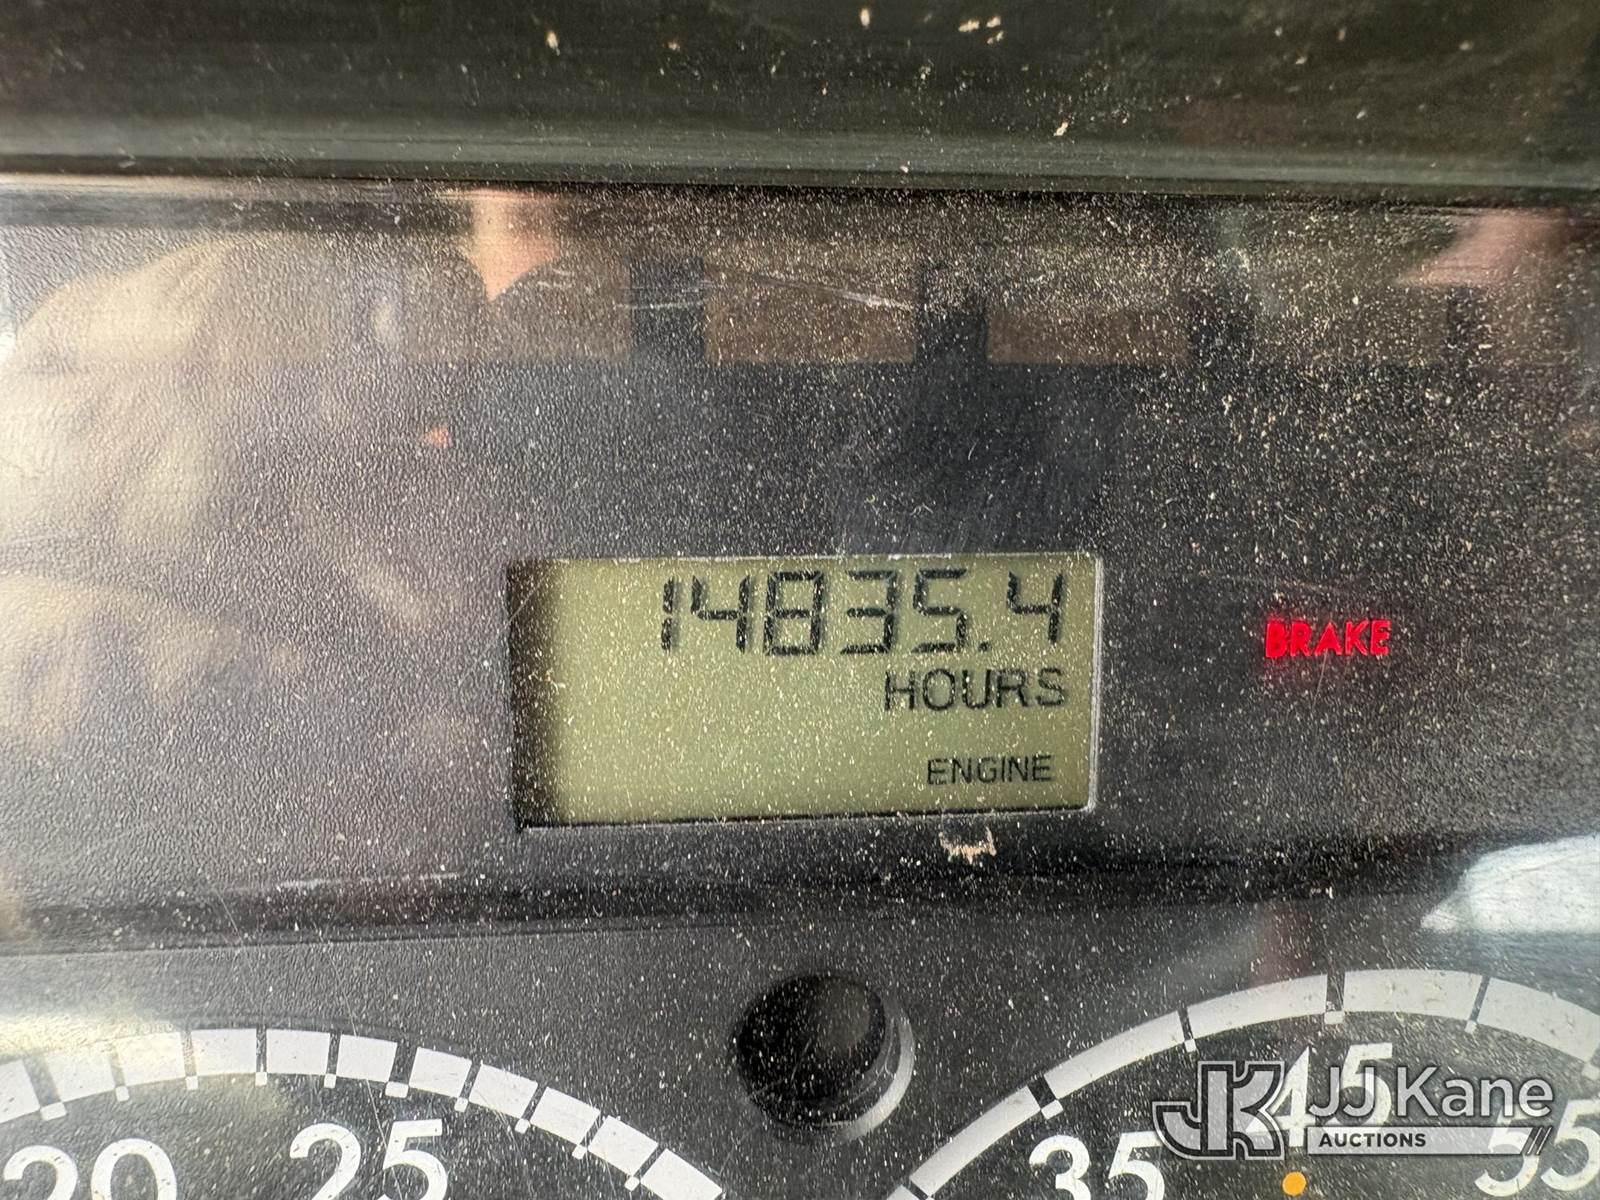 14835.4
HOURS
BRAKE
ENGINE
20 25 35 45 55
JJ Kane
AUCTIONS